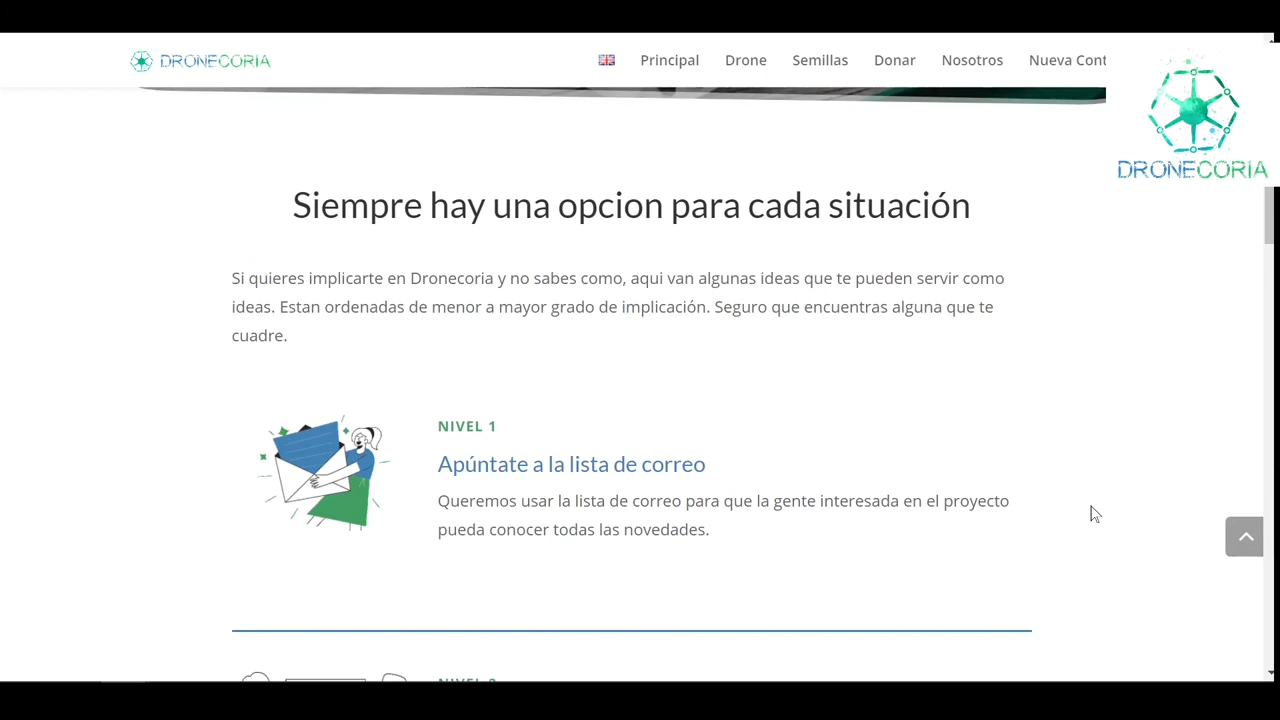 DRONECORIA
Principal
Drone
Semillas
Donar
Nosotros
Nueva Cont
DRONECORIA
Siempre hay una opcion para cada situación
Si quieres implicarte en Dronecoria y no sabes como, aqui van algunas ideas que te pueden servir como
ideas. Estan ordenadas de menor a mayor grado de implicación. Seguro que encuentras alguna que te
cuadre.
NIVEL 1
Apúntate a la lista de correo
Queremos usar la lista de correo para que la gente interesada en el proyecto
pueda conocer todas las novedades.
NIVEL 2